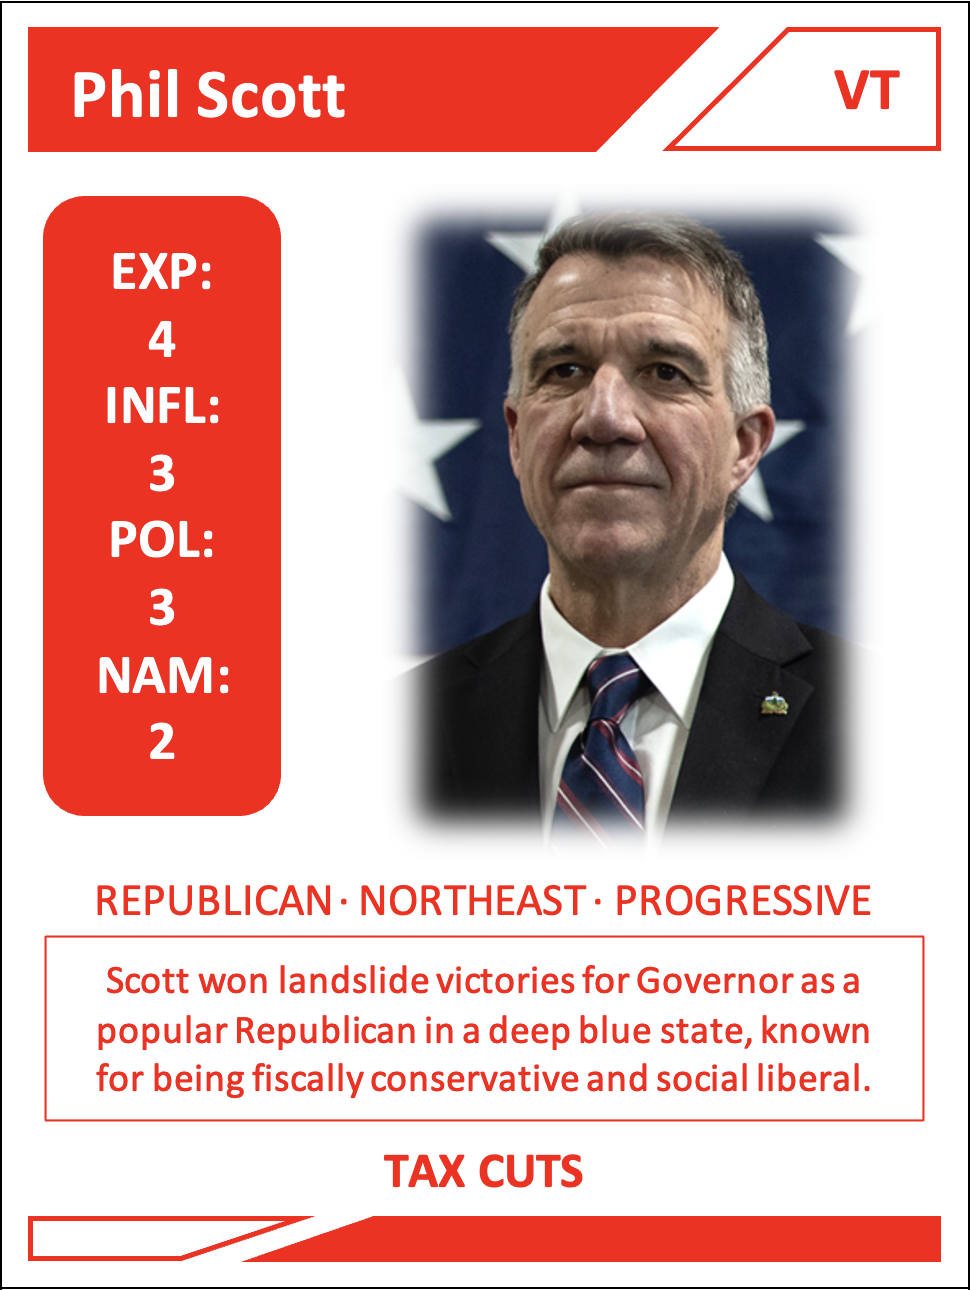 Phil Scott
VT
EXP:
4
INFL:
3
POL:
3
NAM:
2
REPUBLICAN · NORTHEAST · PROGRESSIVE
Scott won landslide victories for Governor as a
popular Republican in a deep blue state, known
for being fiscally conservative and social liberal.
TAX CUTS